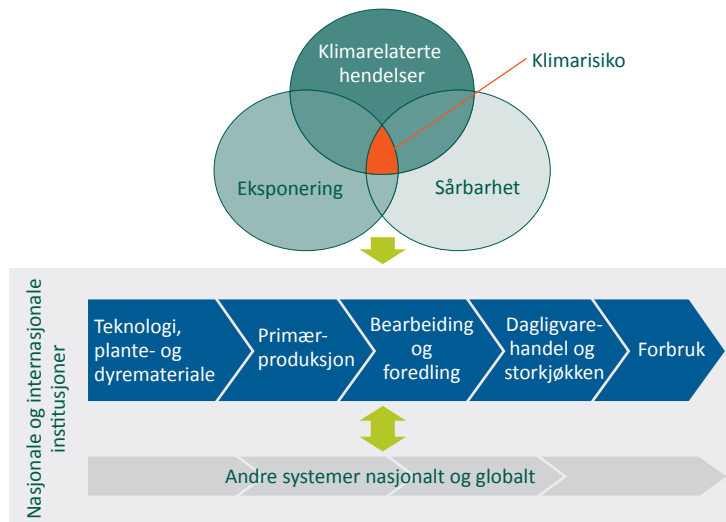 Klimarelaterte
hendelser
Klimarisiko
Eksponering
Sårbarhet
Nasjonale og internasjonale
institusjoner
Teknologi,
plante- og
dyremateriale
Primær-
produksjon
Bearbeiding
og
foredling
Dagligvare-
handel og
storkjøkken
Forbruk
Andre systemer nasjonalt og globalt